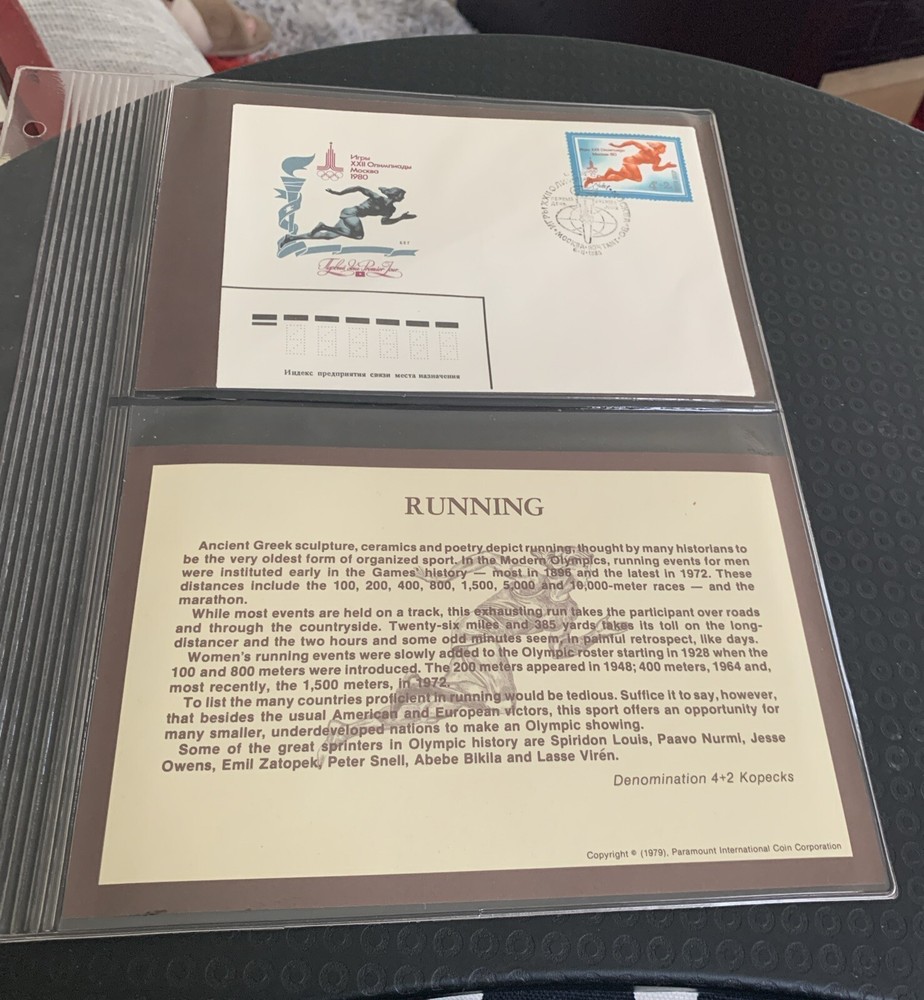 Игры
XXII Олимпиады
Москва
1980
Индекс предприятия связи места назначения
RUNNING
Ancient Greek sculpture, ceramics and poetry depict running, thought by many historians to
be the very oldest form of organized sport. In the Modern Olympics, running events for men
were instituted early in the Games' history — most in 1896 and the latest in 1972. These
distances include the 100, 200, 400, 800, 1,500, 5,000 and 10,000-meter races — and the
marathon.
While most events are held on a track, this exhausting run takes the participant over roads
and through the countryside. Twenty-six miles and 385 yards takes its toll on the long-
distancer and the two hours and some odd minutes seem, in painful retrospect, like days.
Women's running events were slowly added to the Olympic roster starting in 1928 when the
100 and 800 meters were introduced. The 200 meters appeared in 1948; 400 meters, 1964 and,
most recently, the 1,500 meters, in 1972.
To list the many countries proficient in running would be tedious. Suffice it to say, however,
that besides the usual American and European victors, this sport offers an opportunity for
many smaller, underdeveloped nations to make an Olympic showing.
Some of the great sprinters in Olympic history are Spiridon Louis, Paavo Nurmi, Jesse
Owens, Emil Zatopek, Peter Snell, Abebe Bikila and Lasse Virén.
Denomination 4+2 Kopecks
Copyright © (1979), Paramount International Coin Corporation